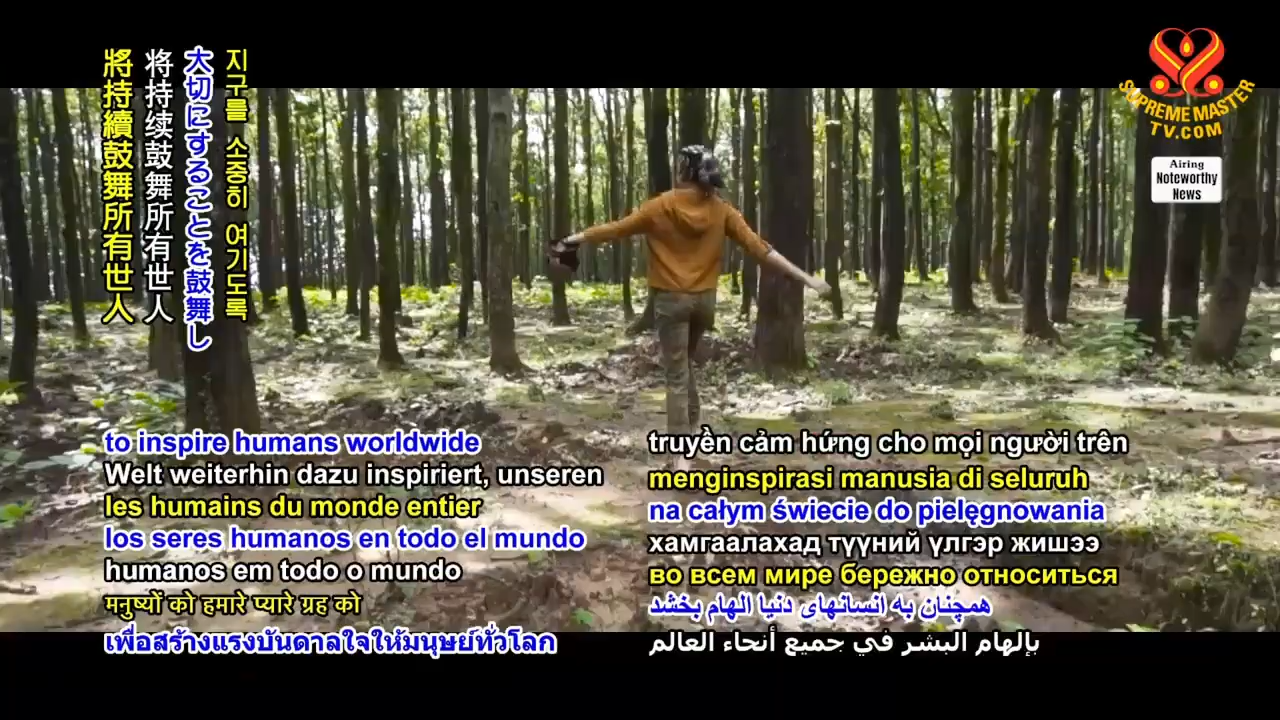 將持續鼓舞所有世人
将持续鼓舞所有世人
大切にすることを鼓舞し
지구를 소중히 여기도록
SUPREME MASTER
TV.COM
Airing
Noteworthy
News
to inspire humans worldwide
Welt weiterhin dazu inspiriert, unseren
les humains du monde entier
los seres humanos en todo el mundo
humanos em todo o mundo
मनुष्यों को हमारे प्यारे ग्रह को
เพื่อสร้างแรงบันดาลใจให้มนุษย์ทั่วโลก
truyền cảm hứng cho mọi người trên
menginspirasi manusia di seluruh
na całym świecie do pielęgnowania
хамгаалахад түүний үлгэр жишээ
во всем мире бережно относиться
همچنان به انسانهای دنیا الهام بخشد
بإلهام البشر في جميع أنحاء العالم